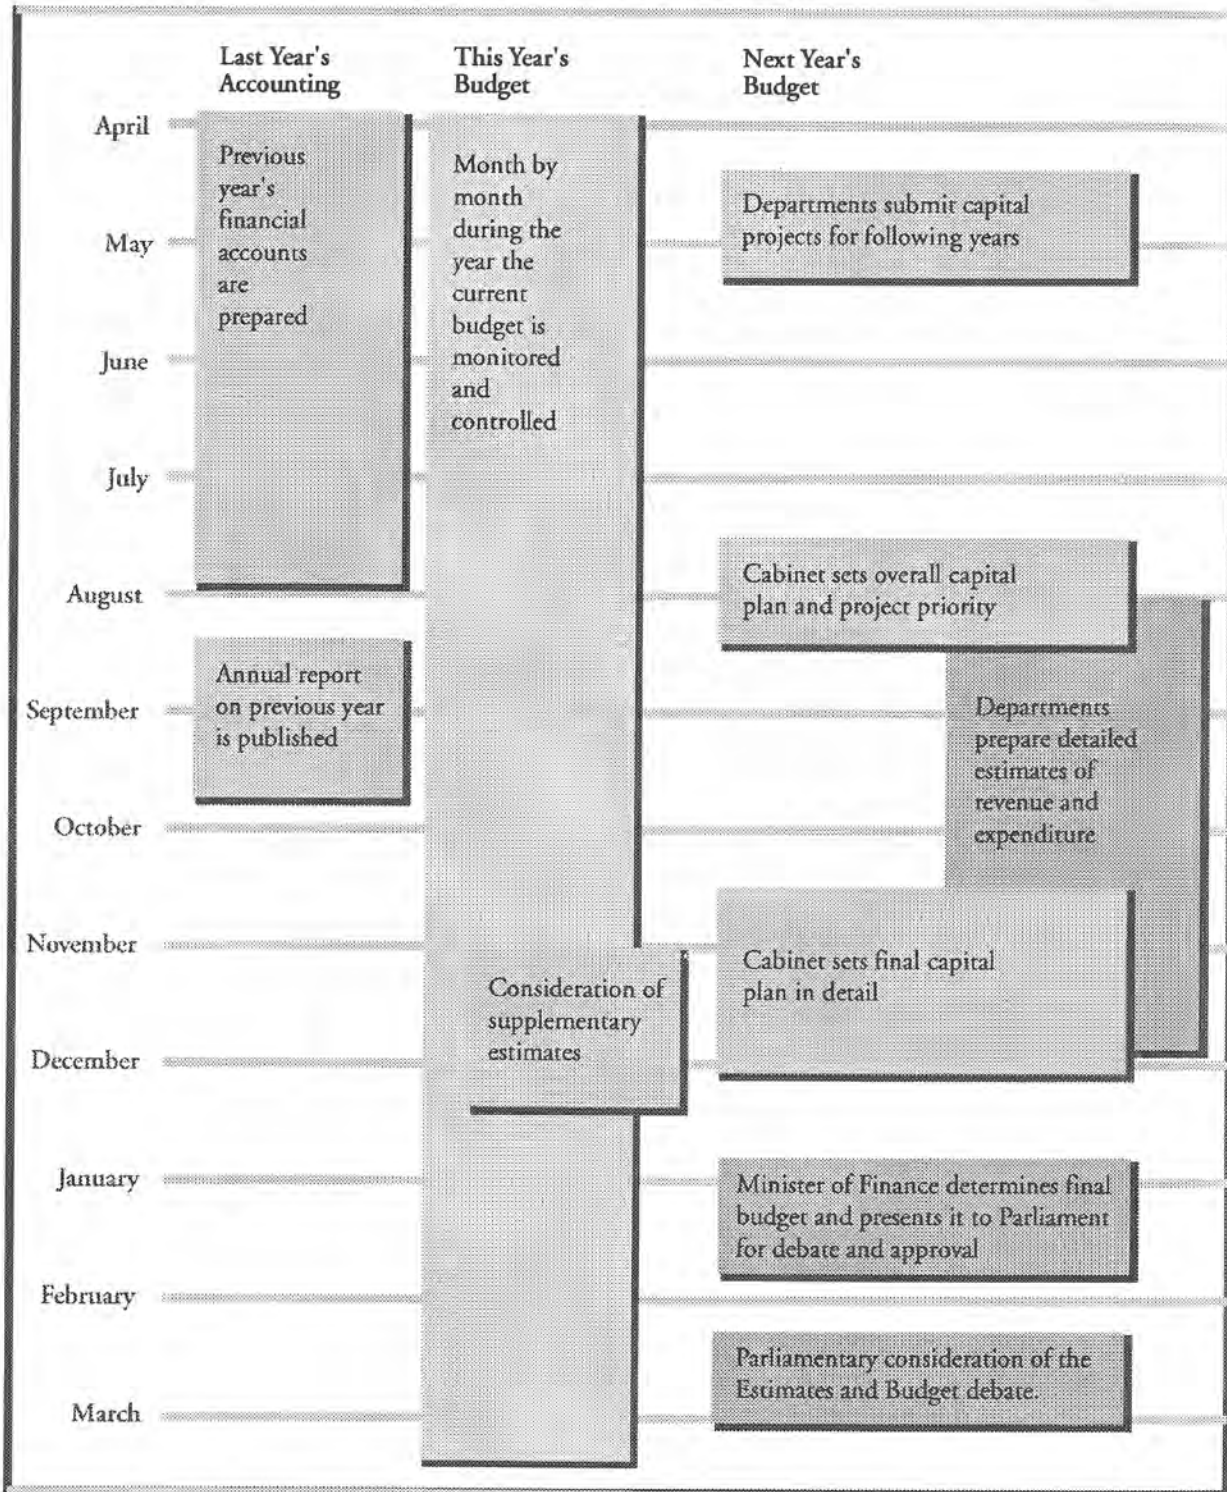 Last Year's
Accounting
This Year's
Budget
Next Year's
Budget
April
May
June
July
August
September
October
November
December
January
February
March
Previous
year's
financial
accounts
are
prepared
Annual report
on previous year
is published
Month by
month
during the
year the
current
budget is
monitored
and
controlled
Consideration of
supplementary
estimates
Departments submit capital
projects for following years
Cabinet sets overall capital
plan and project priority
Departments
prepare detailed
estimates of
revenue and
expenditure
Cabinet sets final capital
plan in detail
Minister of Finance determines final
budget and presents it to Parliament
for debate and approval
Parliamentary consideration of the
Estimates and Budget debate.